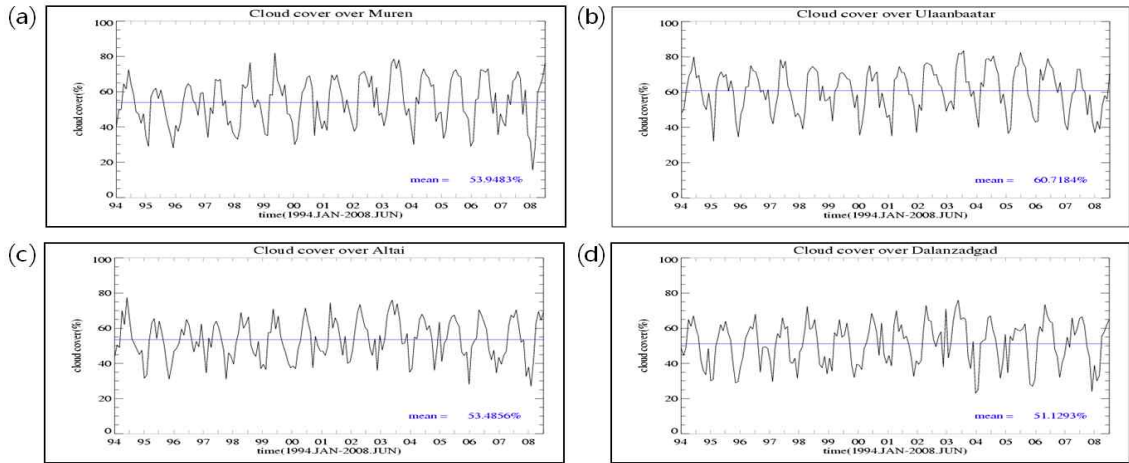 (a)
Cloud cover over Muren
cloud cover(%)
100
80
60
40
20
0
mean = 53.9483%
94 95 96 97 98 99 00 01 02 03 04 05 06 07 08
time(1994.JAN-2008.JUN)
(b)
Cloud cover over Ulaanbaatar
cloud cover(%)
100
80
60
40
20
0
mean = 60.7184%
94 95 96 97 98 99 00 01 02 03 04 05 06 07 08
time(1994.JAN-2008.JUN)
(c)
Cloud cover over Altai
cloud cover(%)
100
80
60
40
20
0
mean = 53.4856%
94 95 96 97 98 99 00 01 02 03 04 05 06 07 08
time(1994.JAN-2008.JUN)
(d)
Cloud cover over Dalanzadgad
cloud cover(%)
100
80
60
40
20
0
mean = 51.1293%
94 95 96 97 98 99 00 01 02 03 04 05 06 07 08
time(1994.JAN-2008.JUN)